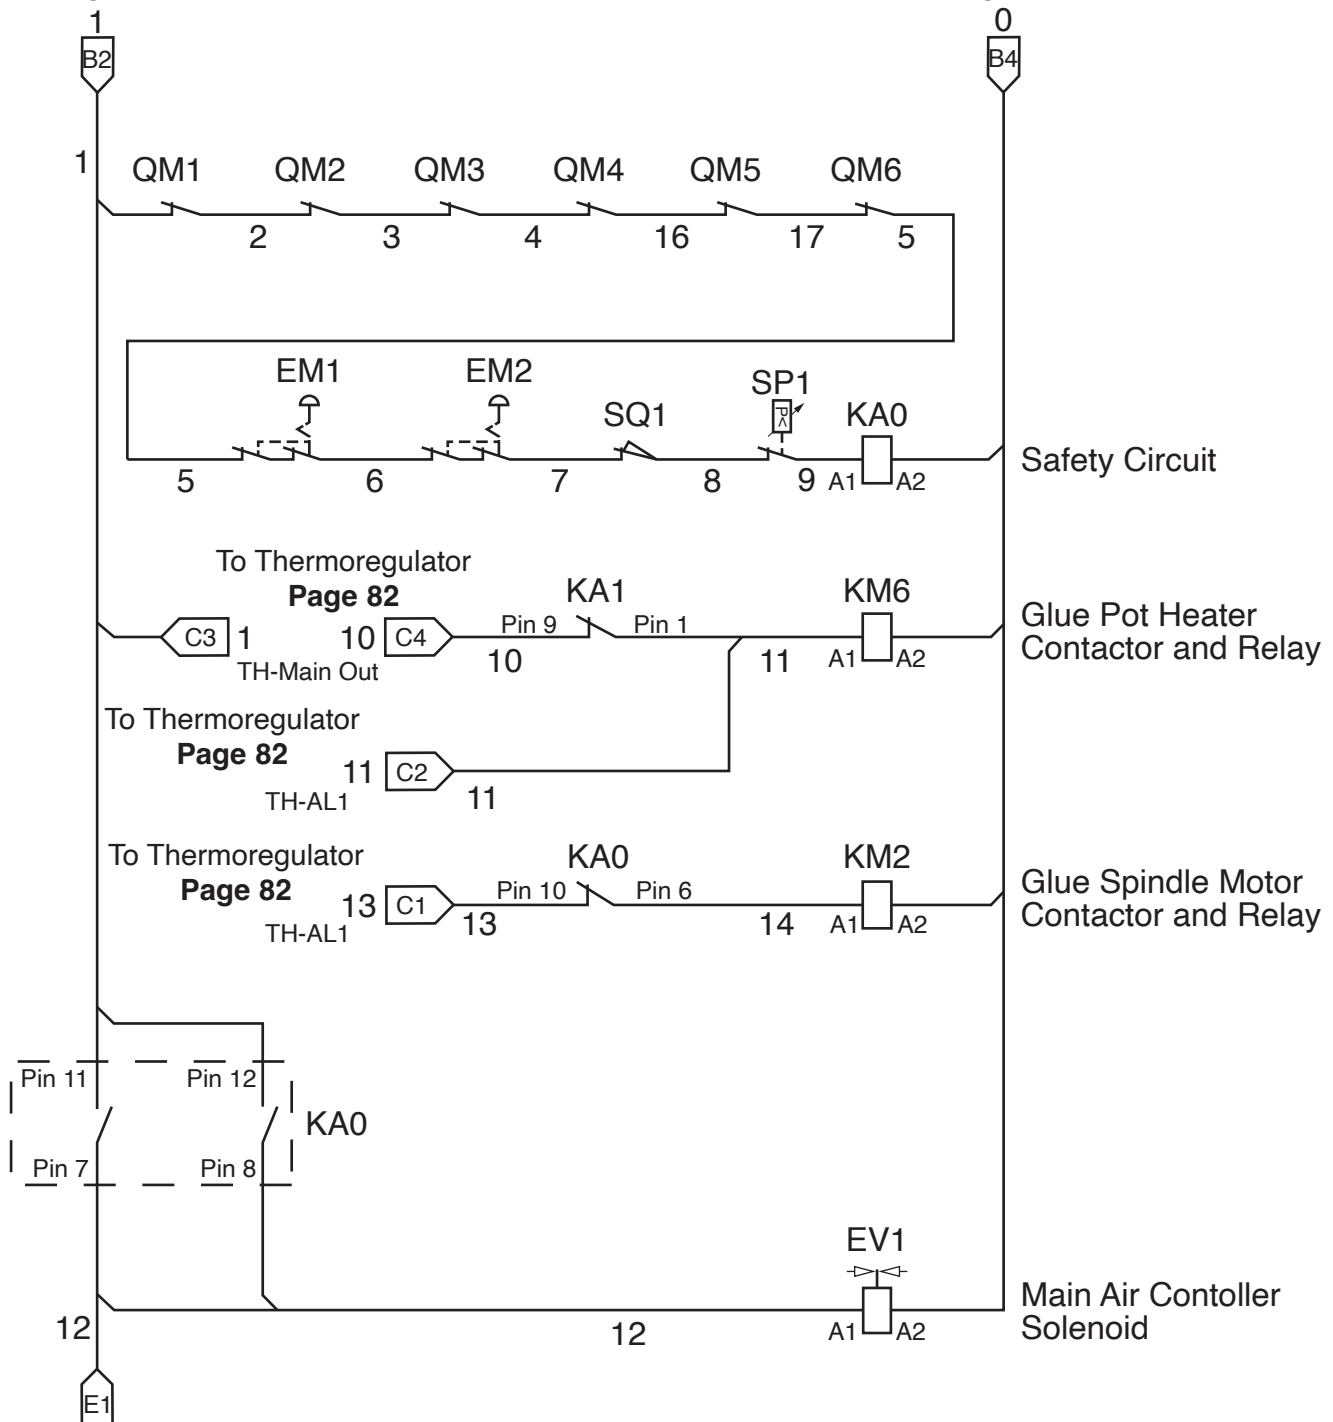 1 0
B2 B4
1
QM1 QM2 QM3 QM4 QM5 QM6
2 3 4 16 17 5
EM1 EM2 SQ1 SP1 KA0
P<
5 6 7 8 9 A1 A2
Safety Circuit
To Thermoregulator
Page 82
KA1 KM6
C3 1 10 C4 Pin 9 Pin 1
TH-Main Out 10 11 A1 A2
Glue Pot Heater
Contactor and Relay
To Thermoregulator
Page 82
11 C2
TH-AL1 11
To Thermoregulator
Page 82
KA0 KM2
13 C1 Pin 10 Pin 6
TH-AL1 13 14 A1 A2
Glue Spindle Motor
Contactor and Relay
Pin 11 Pin 12
KA0
Pin 7 Pin 8
EV1
12 12 A1 A2
Main Air Contoller
Solenoid
E1